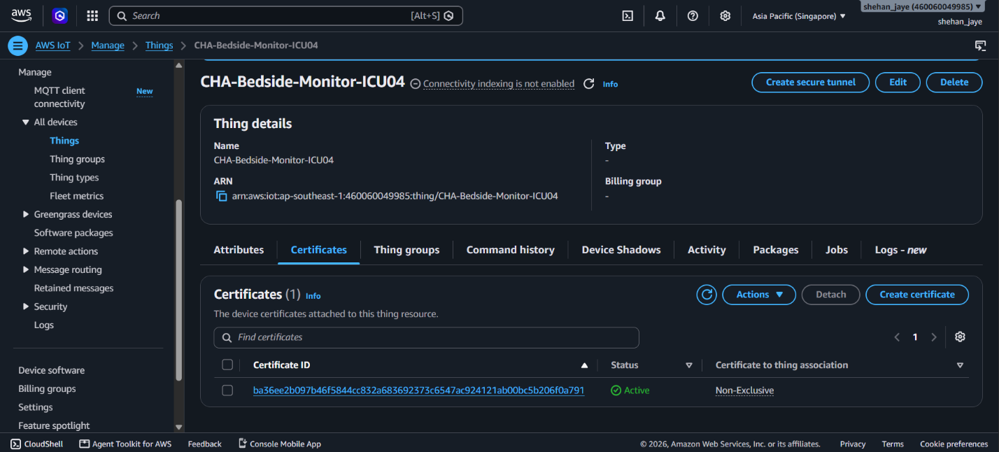 aws
Search
[Alt+S]
Asia Pacific (Singapore)
shehan_jaye (460060049985)
shehan_jaye
AWS IoT
Manage
Things
CHA-Bedside-Monitor-ICU04
Manage
MQTT client
connectivity
New
All devices
Things
Thing groups
Thing types
Fleet metrics
Greengrass devices
Software packages
Remote actions
Message routing
Retained messages
Security
Logs
Device software
Billing groups
Settings
Feature spotlight
CHA-Bedside-Monitor-ICU04
Connectivity indexing is not enabled
Info
Create secure tunnel
Edit
Delete
Thing details
Name
CHA-Bedside-Monitor-ICU04
ARN
arn:aws:iot:ap-southeast-1:460060049985:thing/CHA-Bedside-Monitor-ICU04
Type
-
Billing group
-
Attributes
Certificates
Thing groups
Command history
Device Shadows
Activity
Packages
Jobs
Logs - new
Certificates (1) Info
The device certificates attached to this thing resource.
Actions
Detach
Create certificate
Find certificates
1
Certificate ID
Status
Certificate to thing association
ba36ee2b097b46f5844cc832a683692373c6547ac924121ab00bc5b206f0a791
Active
Non-Exclusive
CloudShell
Agent Toolkit for AWS
Feedback
Console Mobile App
© 2026, Amazon Web Services, Inc. or its affiliates.
Privacy
Terms
Cookie preferences